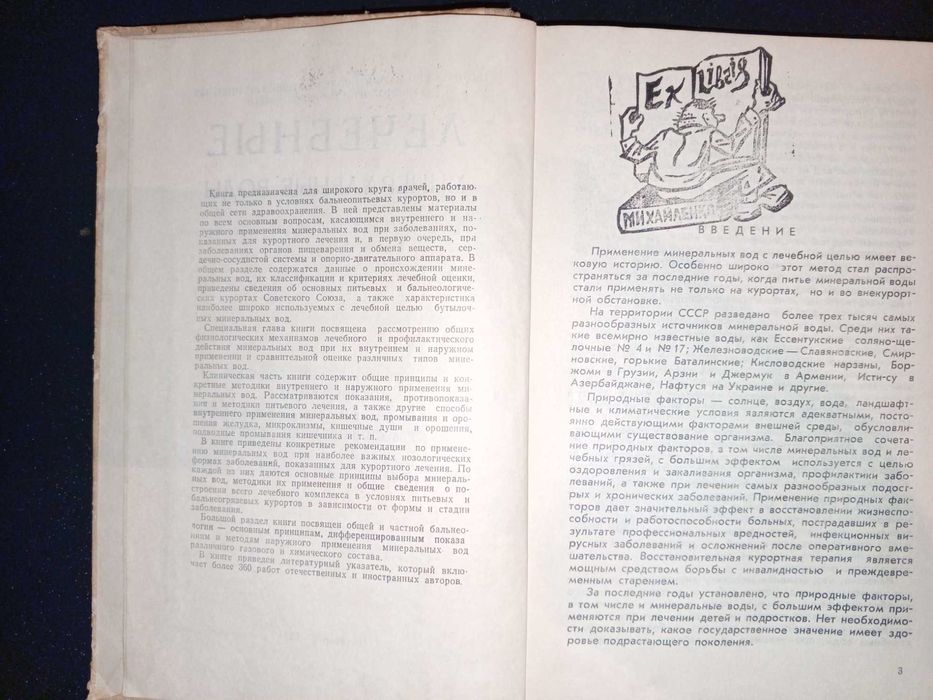 ЛЕЧЕБНЫЕ
Книга предназначена для широкого круга врачей, работаю-
щих не только в условиях бальнеопитьевых курортов, но и в
общей сети здравоохранения. В ней представлены материалы
по всем основным вопросам, касающимся внутреннего и на-
ружного применения минеральных вод при заболеваниях, по-
казанных для курортного лечения и, в первую очередь, при
заболеваниях органов пищеварения и обмена веществ, сер-
дечно-сосудистой системы и опорно-двигательного аппарата. В
общем разделе содержатся данные о происхождении мине-
ральных вод, их классификации и критериях лечебной оценки,
приведены сведения об основных питьевых и бальнеологиче-
ских курортах Советского Союза, а также характеристика
наиболее широко используемых с лечебной целью бутылоч-
ных минеральных вод.
Специальная глава книги посвящена рассмотрению общих
физиологических механизмов лечебного и профилактического
действия минеральных вод при их внутреннем и наружном
применении и сравнительной оценке различных типов мине-
ральных вод.
Клиническая часть книги содержит общие принципы и кон-
кретные методики внутреннего и наружного применения ми-
неральных вод. Рассматриваются показания, противопоказа-
ния и методики питьевого лечения, а также другие способы
внутреннего применения минеральных вод, промывания и оро-
шения желудка, микроклизмы, кишечные души и орошения,
подводные промывания кишечника и т. п.
В книге приведены конкретные рекомендации по примене-
нию минеральных вод при наиболее важных нозологических
формах заболеваний, показанных для курортного лечения. По
каждой из них даются основные принципы выбора минераль-
ных вод, методики их применения и общие сведения о по-
строении всего лечебного комплекса в условиях питьевых и
бальнеогрязевых курортов в зависимости от формы и стадии
заболевания.
Большой раздел книги посвящен общей и частной бальнео-
логии — основным принципам, дифференцированным показа
ниям и методам наружного применения минеральных вод
различного газового и химического состава.
В книге приведен литературный указатель, который вклю-
чает более 360 работ отечественных и иностранных авторов.
Ex Libris
МИХАЙЛЕНКО
ВВЕДЕНИЕ
Применение минеральных вод с лечебной целью имеет ве-
ковую историю. Особенно широко этот метод стал распро-
страняться за последние годы, когда питье минеральной воды
стали применять не только на курортах, но и во внекурорт-
ной обстановке.
На территории СССР разведано более трех тысяч самых
разнообразных источников минеральной воды. Среди них та-
кие всемирно известные воды, как Ессентукские соляно-ще-
лочные № 4 и № 17; Железноводские — Славяновские, Смир-
новские, горькие Баталинские; Кисловодские нарзаны, Бор-
жоми в Грузии, Арзни и Джермук в Армении, Исти-су в
Азербайджане, Нафтуся на Украине и другие.
Природные факторы — солнце, воздух, вода, ландшафт-
ные и климатические условия являются адекватными, посто-
янно действующими факторами внешней среды, обусловли-
вающими существование организма. Благоприятное сочета-
ние природных факторов, в том числе минеральных вод и ле-
чебных грязей, с большим эффектом используется с целью
оздоровления и закаливания организма, профилактики забо-
леваний, а также при лечении самых разнообразных подост-
рых и хронических заболеваний. Применение природных фак-
торов дает значительный эффект в восстановлении жизнеспо-
собности и работоспособности больных, пострадавших в ре-
зультате профессиональных вредностей, инфекционных ви-
русных заболеваний и осложнений после оперативного вме-
шательства. Восстановительная курортная терапия является
мощным средством борьбы с инвалидностью и преждевре-
менным старением.
За последние годы установлено, что природные факторы,
в том числе и минеральные воды, с большим эффектом при-
меняются при лечении детей и подростков. Нет необходимо-
сти доказывать, какое государственное значение имеет здо-
ровье подрастающего поколения.
3